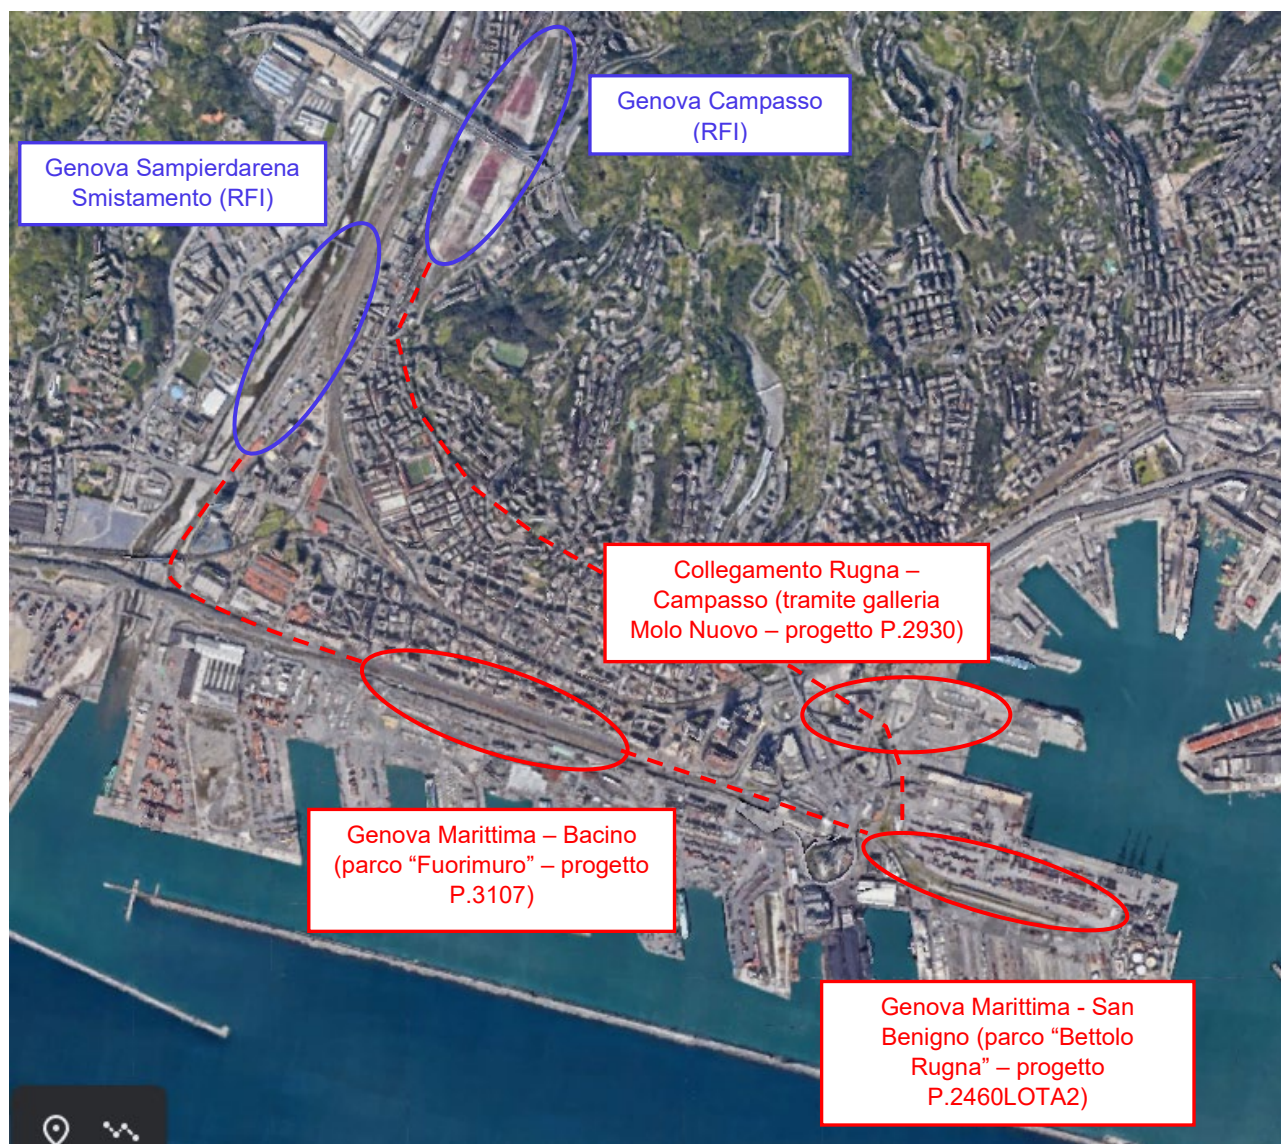 Genova Campasso
(RFI)
Genova Sampierdarena
Smistamento (RFI)
Collegamento Rugna –
Campasso (tramite galleria
Molo Nuovo – progetto P.2930)
Genova Marittima – Bacino
(parco “Fuorimuro” – progetto
P.3107)
Genova Marittima - San
Benigno (parco “Bettolo
Rugna” – progetto
P.2460LOTA2)